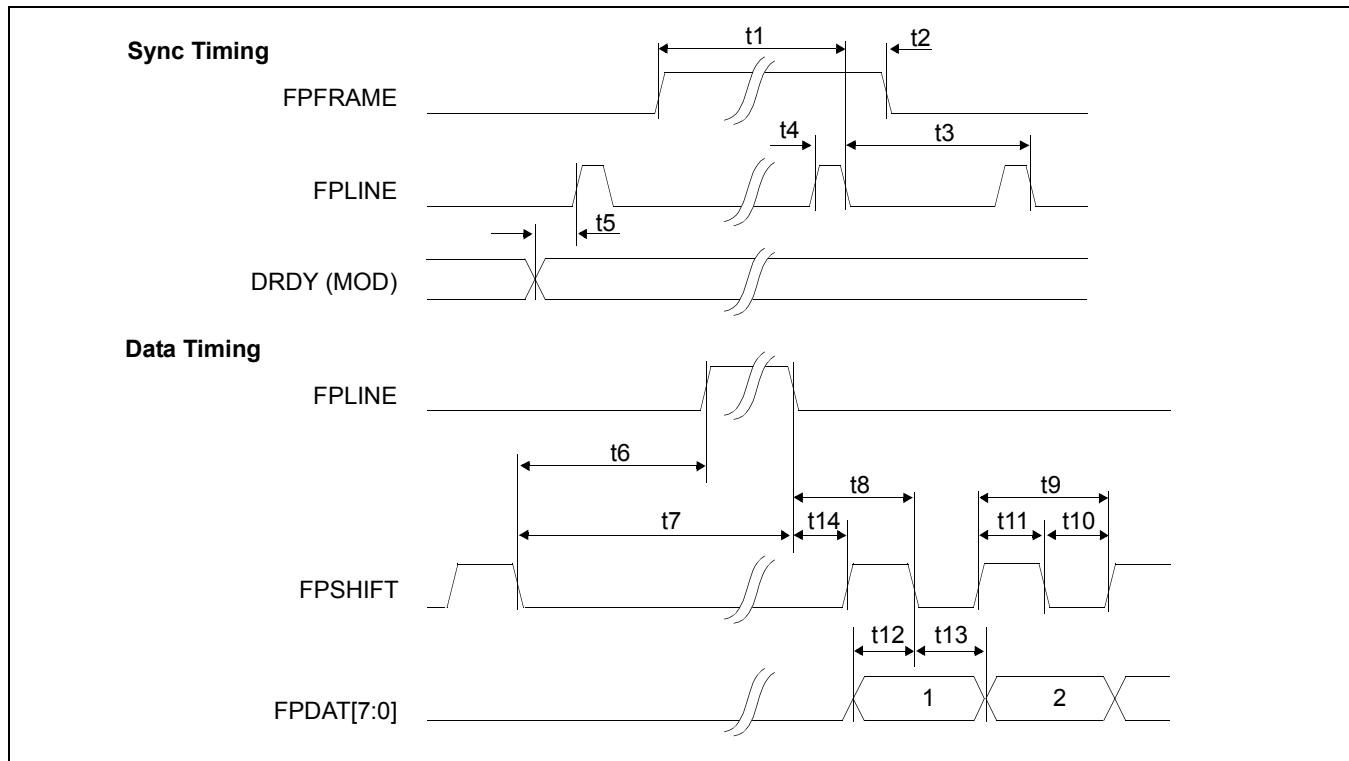 Sync Timing
t1
t2
FPFRAME
t4
t3
FPLINE
t5
DRDY (MOD)
Data Timing
FPLINE
t6
t8
t9
t7
t14
t11
t10
FPSHIFT
t12
t13
FPDAT[7:0]
1
2